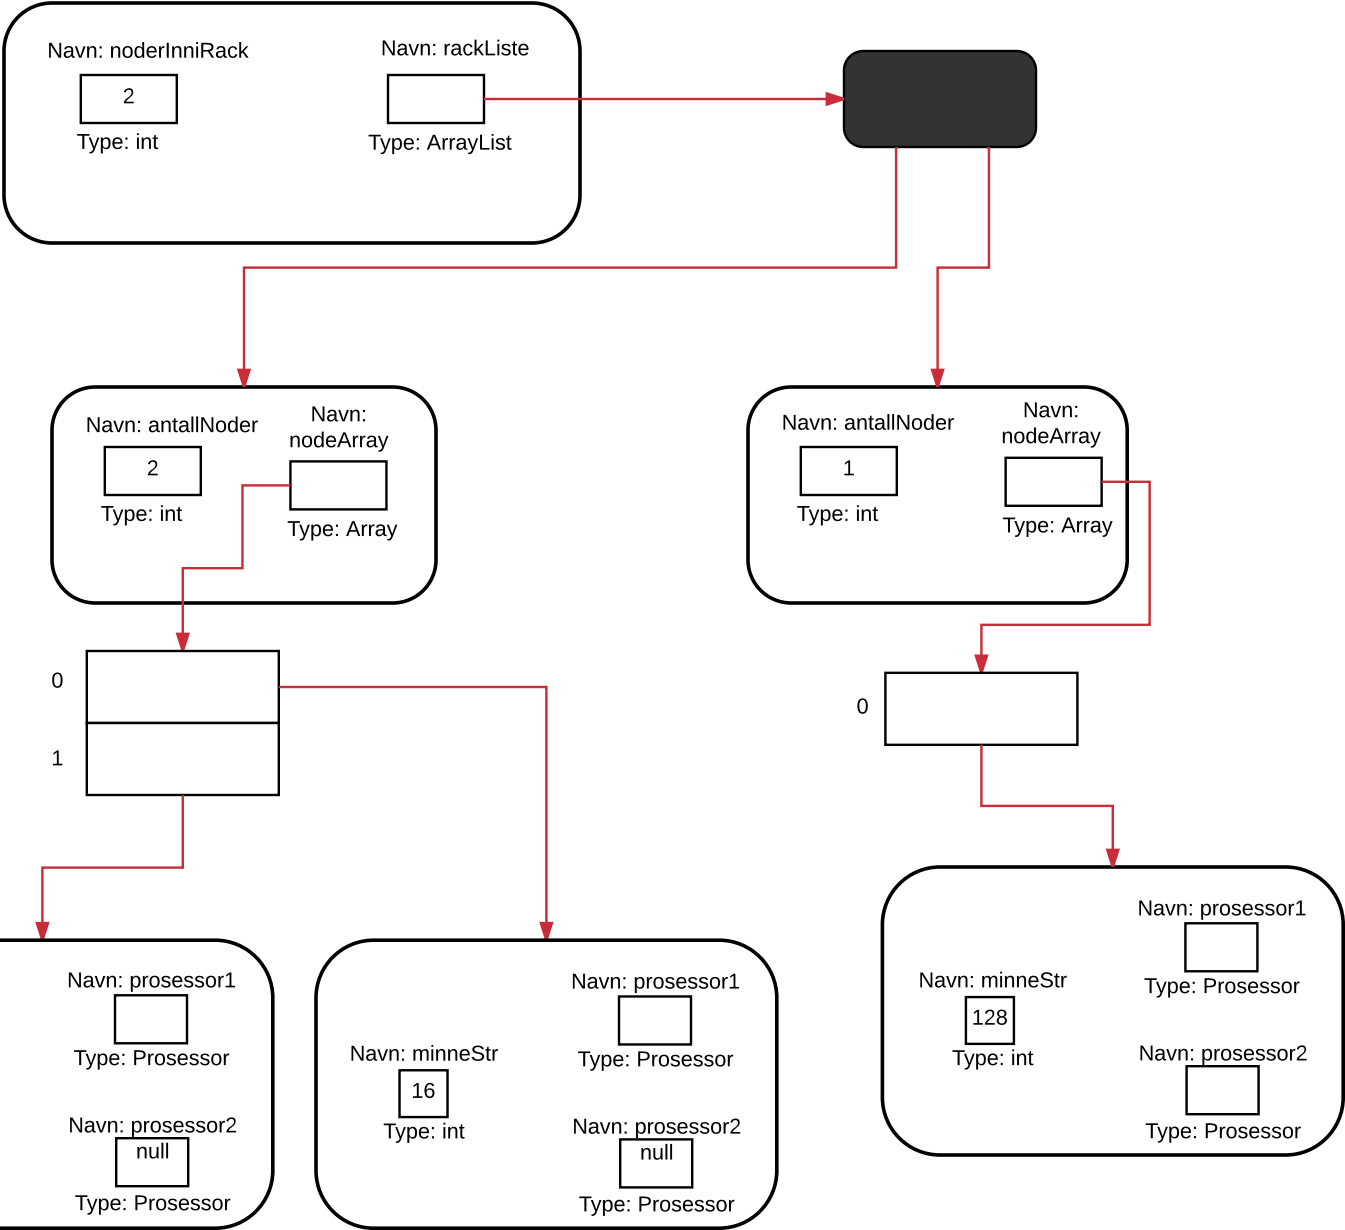 Navn: noderInniRack
2
Type: int
Navn: rackListe
Type: ArrayList
Navn: antallNoder
2
Type: int
Navn:
nodeArray
Type: Array
Navn: antallNoder
1
Type: int
Navn:
nodeArray
Type: Array
0
1
0
Navn: prosessor1
Type: Prosessor
Navn: prosessor2
null
Type: Prosessor
Navn: minneStr
16
Type: int
Navn: prosessor1
Type: Prosessor
Navn: prosessor2
null
Type: Prosessor
Navn: minneStr
128
Type: int
Navn: prosessor1
Type: Prosessor
Navn: prosessor2
Type: Prosessor